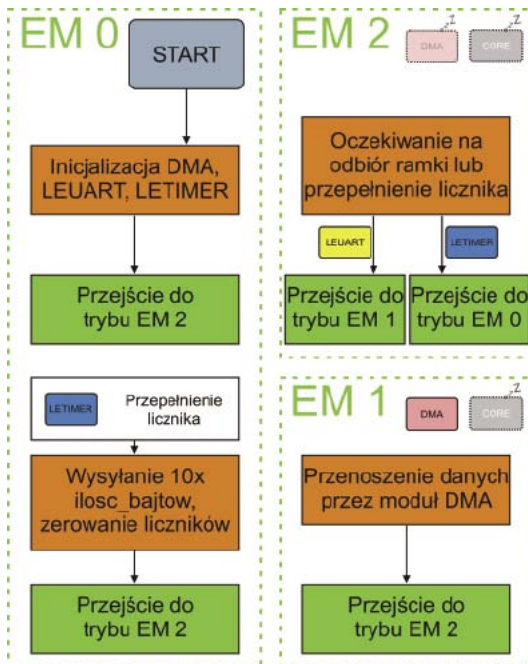 EM 0
START
Inicjalizacja DMA,
LEUART, LETIMER
Przejście do
trybu EM 2
LETIMER
Przepełnienie
licznika
Wysyłanie 10x
ilosc_bajtow,
zerowanie liczników
Przejście do
trybu EM 2
EM 2
DMA
z
CORE
z
Oczekiwanie na
odbiór ramki lub
przepełnienie licznika
LEUART
LETIMER
Przejście do
trybu EM 1
Przejście do
trybu EM 0
EM 1
DMA
CORE
z
Przenoszenie danych
przez moduł DMA
Przejście do
trybu EM 2